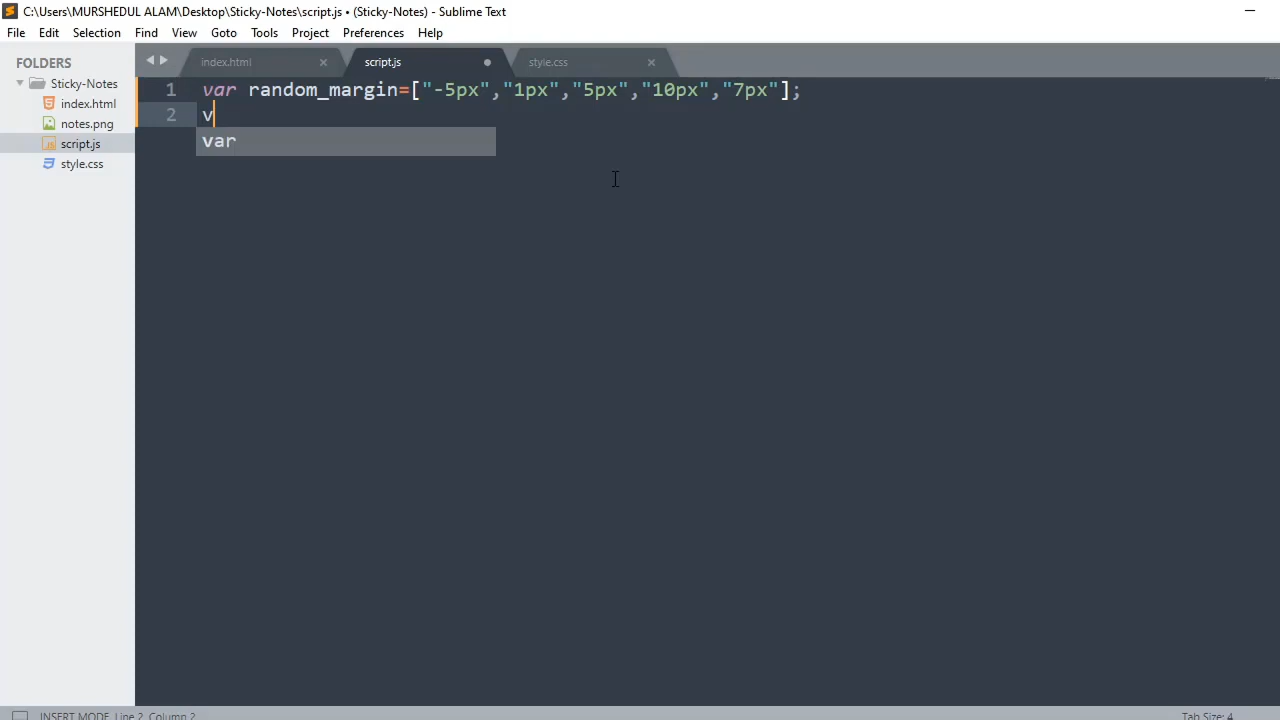 C:\Users\MURSHEDUL ALAM\Desktop\Sticky-Notes\script.js • (Sticky-Notes) - Sublime Text
File Edit Selection Find View Goto Tools Project Preferences Help
FOLDERS
Sticky-Notes
index.html
notes.png
script.js
style.css
index.html script.js style.css
1 var random_margin=["-5px","1px","5px","10px","7px"];
2 v
var
INSERT MODE, Line 2, Column 2
Tab Size: 4